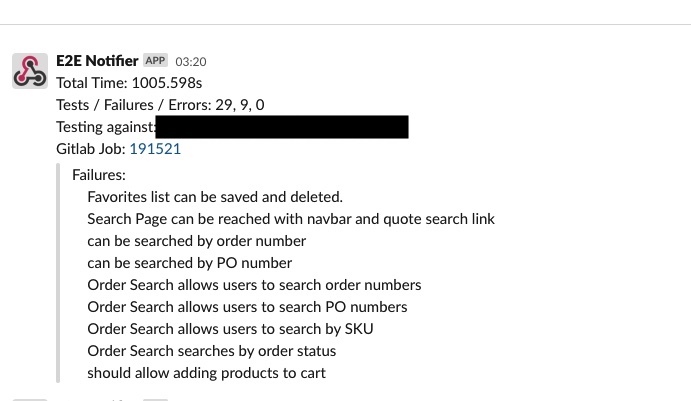 E2E Notifier APP 03:20
Total Time: 1005.598s
Tests / Failures / Errors: 29, 9, 0
Testing against:
Gitlab Job: 191521
Failures:
Favorites list can be saved and deleted.
Search Page can be reached with navbar and quote search link
can be searched by order number
can be searched by PO number
Order Search allows users to search order numbers
Order Search allows users to search PO numbers
Order Search allows users to search by SKU
Order Search searches by order status
should allow adding products to cart